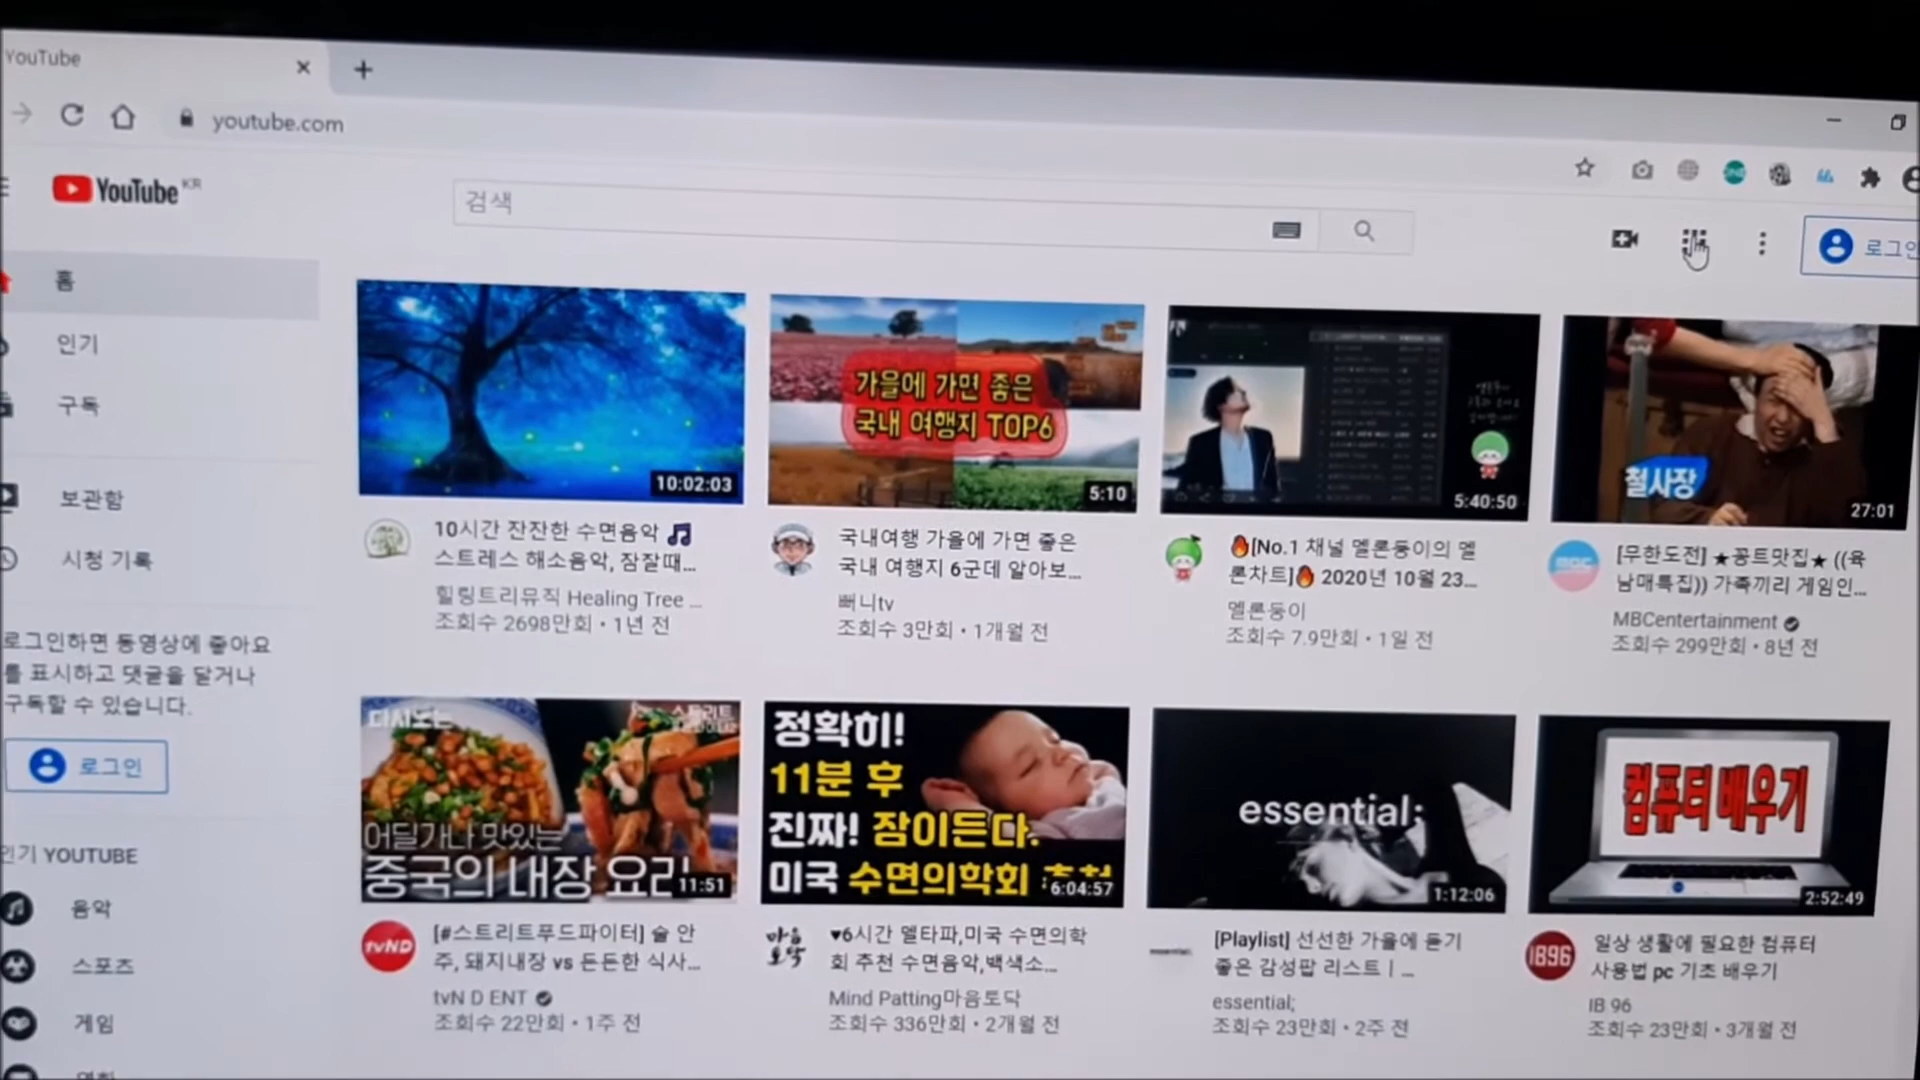 YouTube
youtube.com
YouTube KR
검색
로그인
홈
인기
구독
보관함
시청 기록
로그인하면 동영상에 좋아요
를 표시하고 댓글을 달거나
구독할 수 있습니다.
로그인
인기 YOUTUBE
음악
스포츠
게임
10:02:03
10시간 잔잔한 수면음악 🎵
스트레스 해소음악, 잠잘때...
힐링트리뮤직 Healing Tree ...
조회수 2698만회 • 1년 전
가을에 가면 좋은
국내 여행지 TOP6
5:10
국내여행 가을에 가면 좋은
국내 여행지 6군데 알아보...
뻐니tv
조회수 3만회 • 1개월 전
5:40:50
🔥[No.1 채널 멜론둥이의 멜
론차트]🔥 2020년 10월 23...
멜론둥이
조회수 7.9만회 • 1일 전
철사장
27:01
MBC
[무한도전] ★꽁트맛집★ ((육
남매특집)) 가족끼리 게임인...
MBCentertainment
조회수 299만회 • 8년 전
다시보는
어딜가나 맛있는
중국의 내장 요리
11:51
tvND
[#스트리트푸드파이터] 술 안
주, 돼지내장 vs 든든한 식사...
tvN D ENT
조회수 22만회 • 1주 전
정확히!
11분 후
진짜! 잠이든다.
미국 수면의학회
6:04:57
마음
토닥
♥6시간 델타파,미국 수면의학
회 추천 수면음악,백색소...
Mind Patting마음토닥
조회수 336만회 • 2개월 전
essential;
1:12:06
essential;
[Playlist] 선선한 가을에 듣기
좋은 감성팝 리스트 | ...
essential;
조회수 23만회 • 2주 전
컴퓨터 배우기
2:52:49
IB96
일상 생활에 필요한 컴퓨터
사용법 pc 기초 배우기
IB 96
조회수 23만회 • 3개월 전